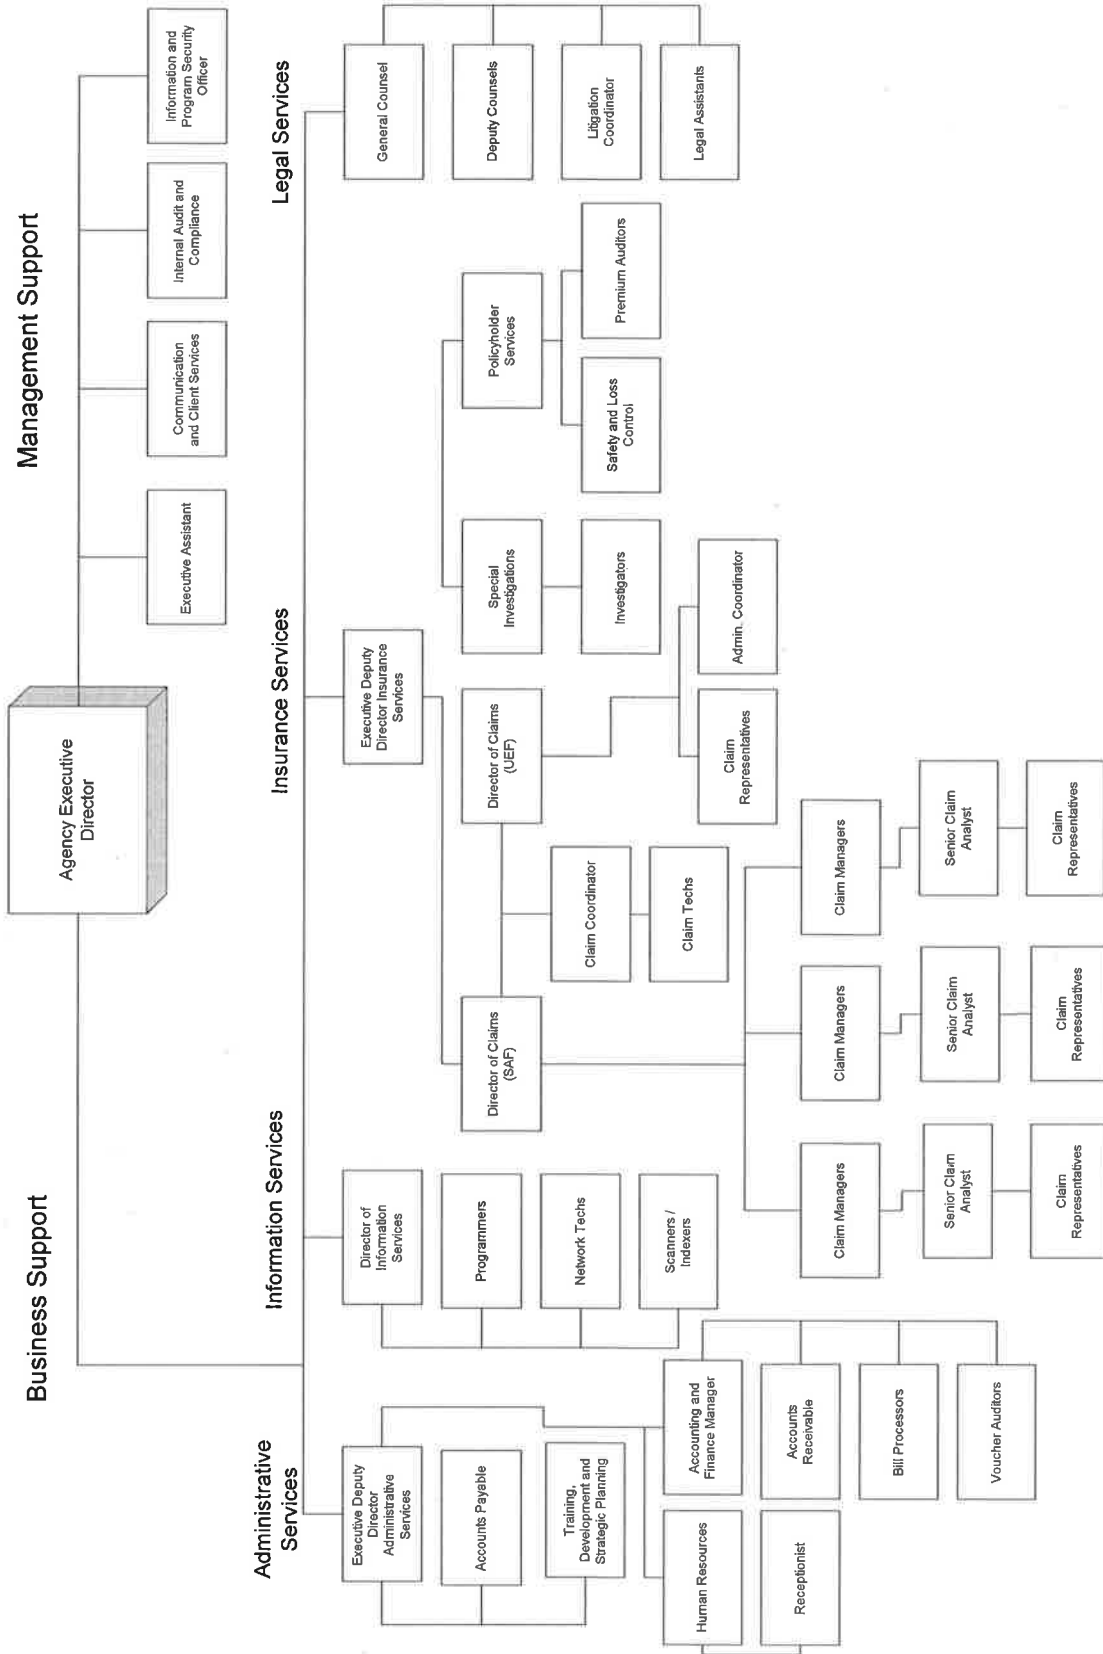 Business Support
Management Support
Agency Executive
Director
Executive Assistant
Communication
and Client Services
Internal Audit and
Compliance
Information and
Program Security
Officer
Administrative
Services
Information Services
Insurance Services
Legal Services
Executive Deputy
Director
Administrative
Services
Accounts Payable
Training,
Development and
Strategic Planning
Human Resources
Receptionist
Accounting and
Finance Manager
Accounts
Receivable
Bill Processors
Voucher Auditors
Director of
Information
Services
Programmers
Network Techs
Scanners /
Indexers
Executive Deputy
Director Insurance
Services
Director of Claims
(SAF)
Director of Claims
(UEF)
Claim Coordinator
Claim Techs
Claim Managers
Senior Claim
Analyst
Claim
Representatives
Claim Managers
Senior Claim
Analyst
Claim
Representatives
Claim Managers
Senior Claim
Analyst
Claim
Representatives
Claim
Representatives
Admin. Coordinator
Special
Investigations
Investigators
Policyholder
Services
Safety and Loss
Control
Premium Auditors
General Counsel
Deputy Counsels
Litigation
Coordinator
Legal Assistants